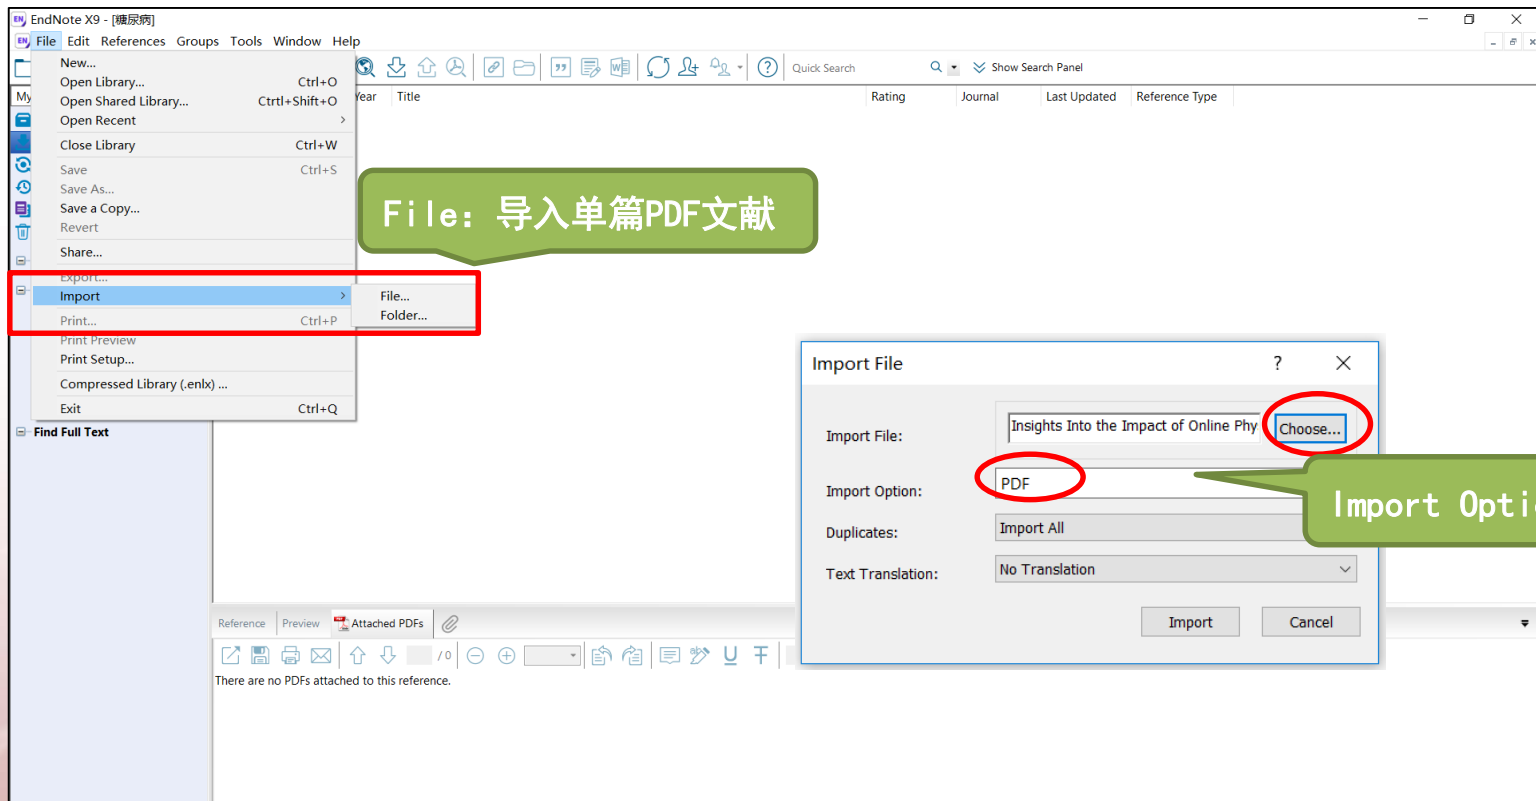 EndNote X9 - [糖尿病]
File Edit References Groups Tools Window Help
New...
Open Library... Ctrl+O
Open Shared Library... Ctrtl+Shift+O
Open Recent
Close Library Ctrl+W
Save Ctrl+S
Save As...
Save a Copy...
Revert
Share...
Export...
Import
File...
Folder...
Print... Ctrl+P
Print Preview
Print Setup...
Compressed Library (.enlx) ...
Exit Ctrl+Q
Quick Search
Show Search Panel
My
Year Title Rating Journal Last Updated Reference Type
File: 导入单篇PDF文献
Find Full Text
Import File ?
Import File: Insights Into the Impact of Online Phy Choose...
Import Option: PDF
Import Opti
Duplicates: Import All
Text Translation: No Translation
Import Cancel
Reference Preview Attached PDFs
/0
There are no PDFs attached to this reference.